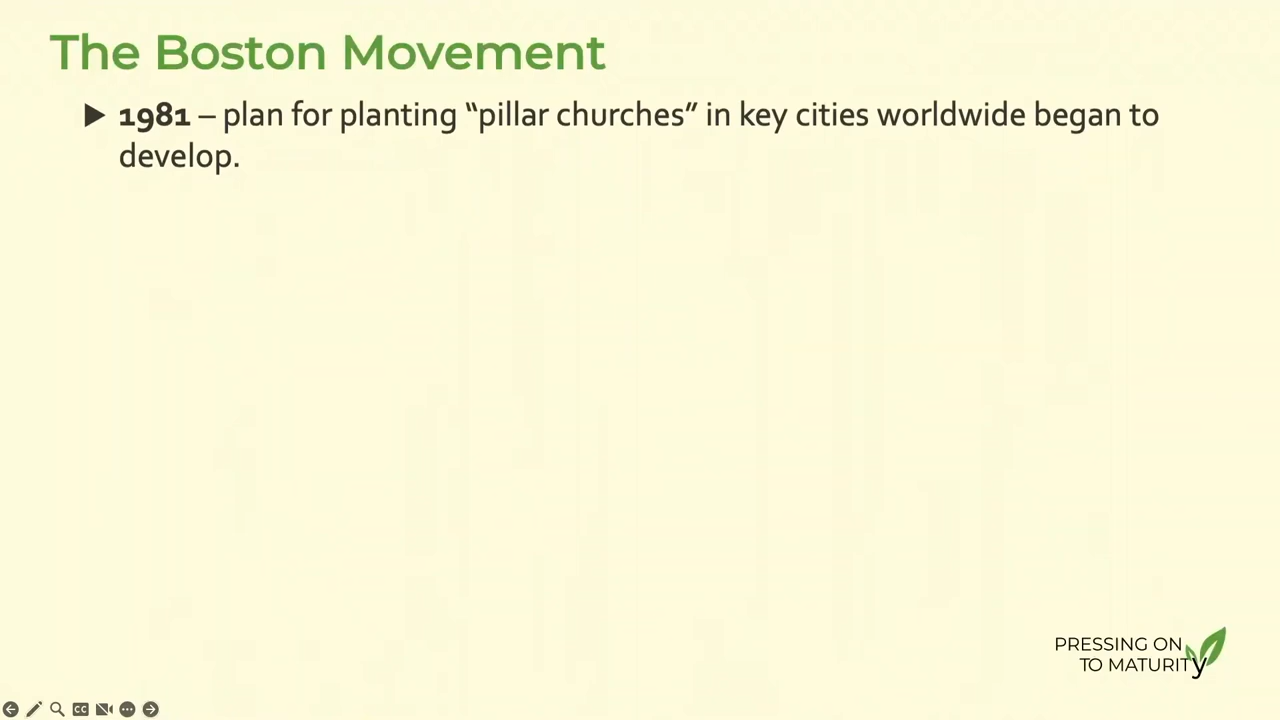 The Boston Movement
▶ 1981 – plan for planting “pillar churches” in key cities worldwide began to
develop.
PRESSING ON
TO MATURITy
CC